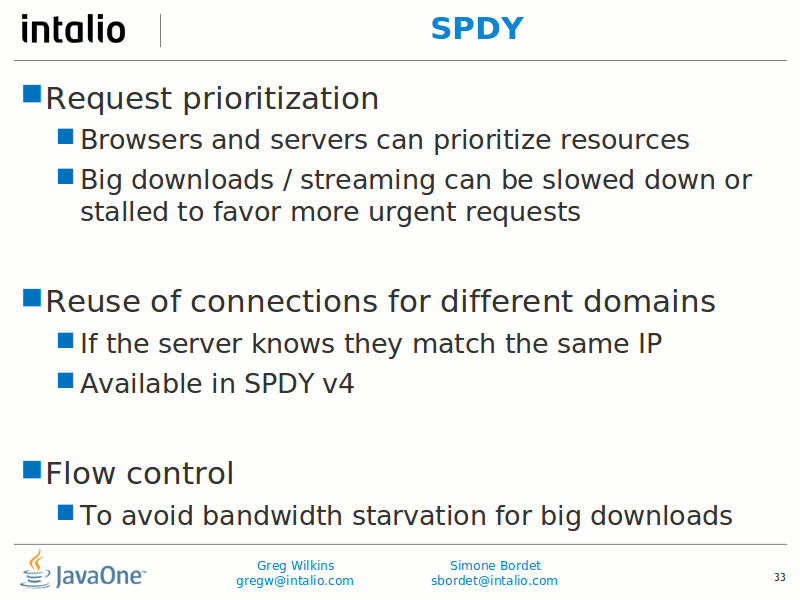 intalio
SPDY
Request prioritization
Browsers and servers can prioritize resources
Big downloads / streaming can be slowed down or
stalled to favor more urgent requests
Reuse of connections for different domains
If the server knows they match the same IP
Available in SPDY v4
Flow control
To avoid bandwidth starvation for big downloads
JavaOne™
Greg Wilkins
gregw@intalio.com
Simone Bordet
sbordet@intalio.com
33